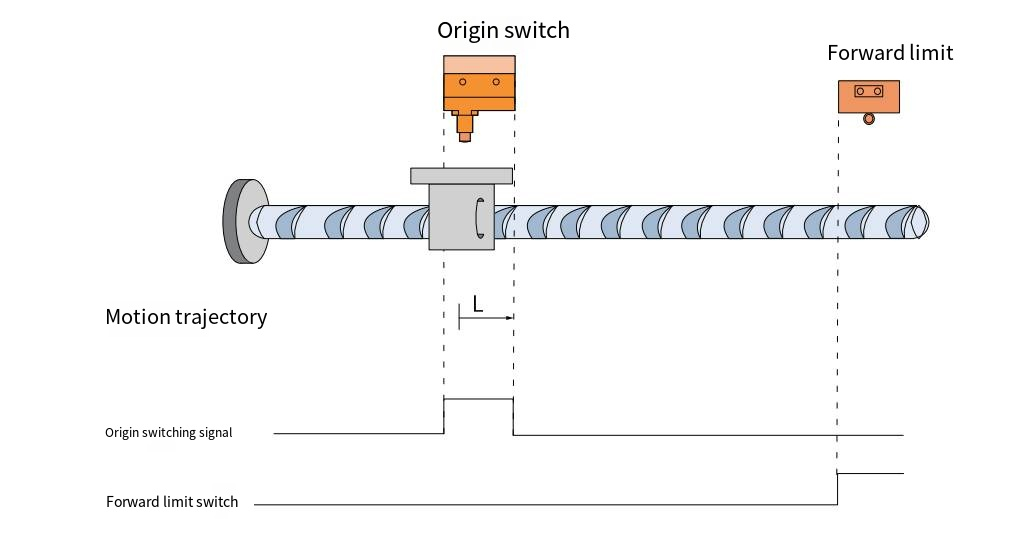 Origin switch
Forward limit
L
Motion trajectory
Origin switching signal
Forward limit switch